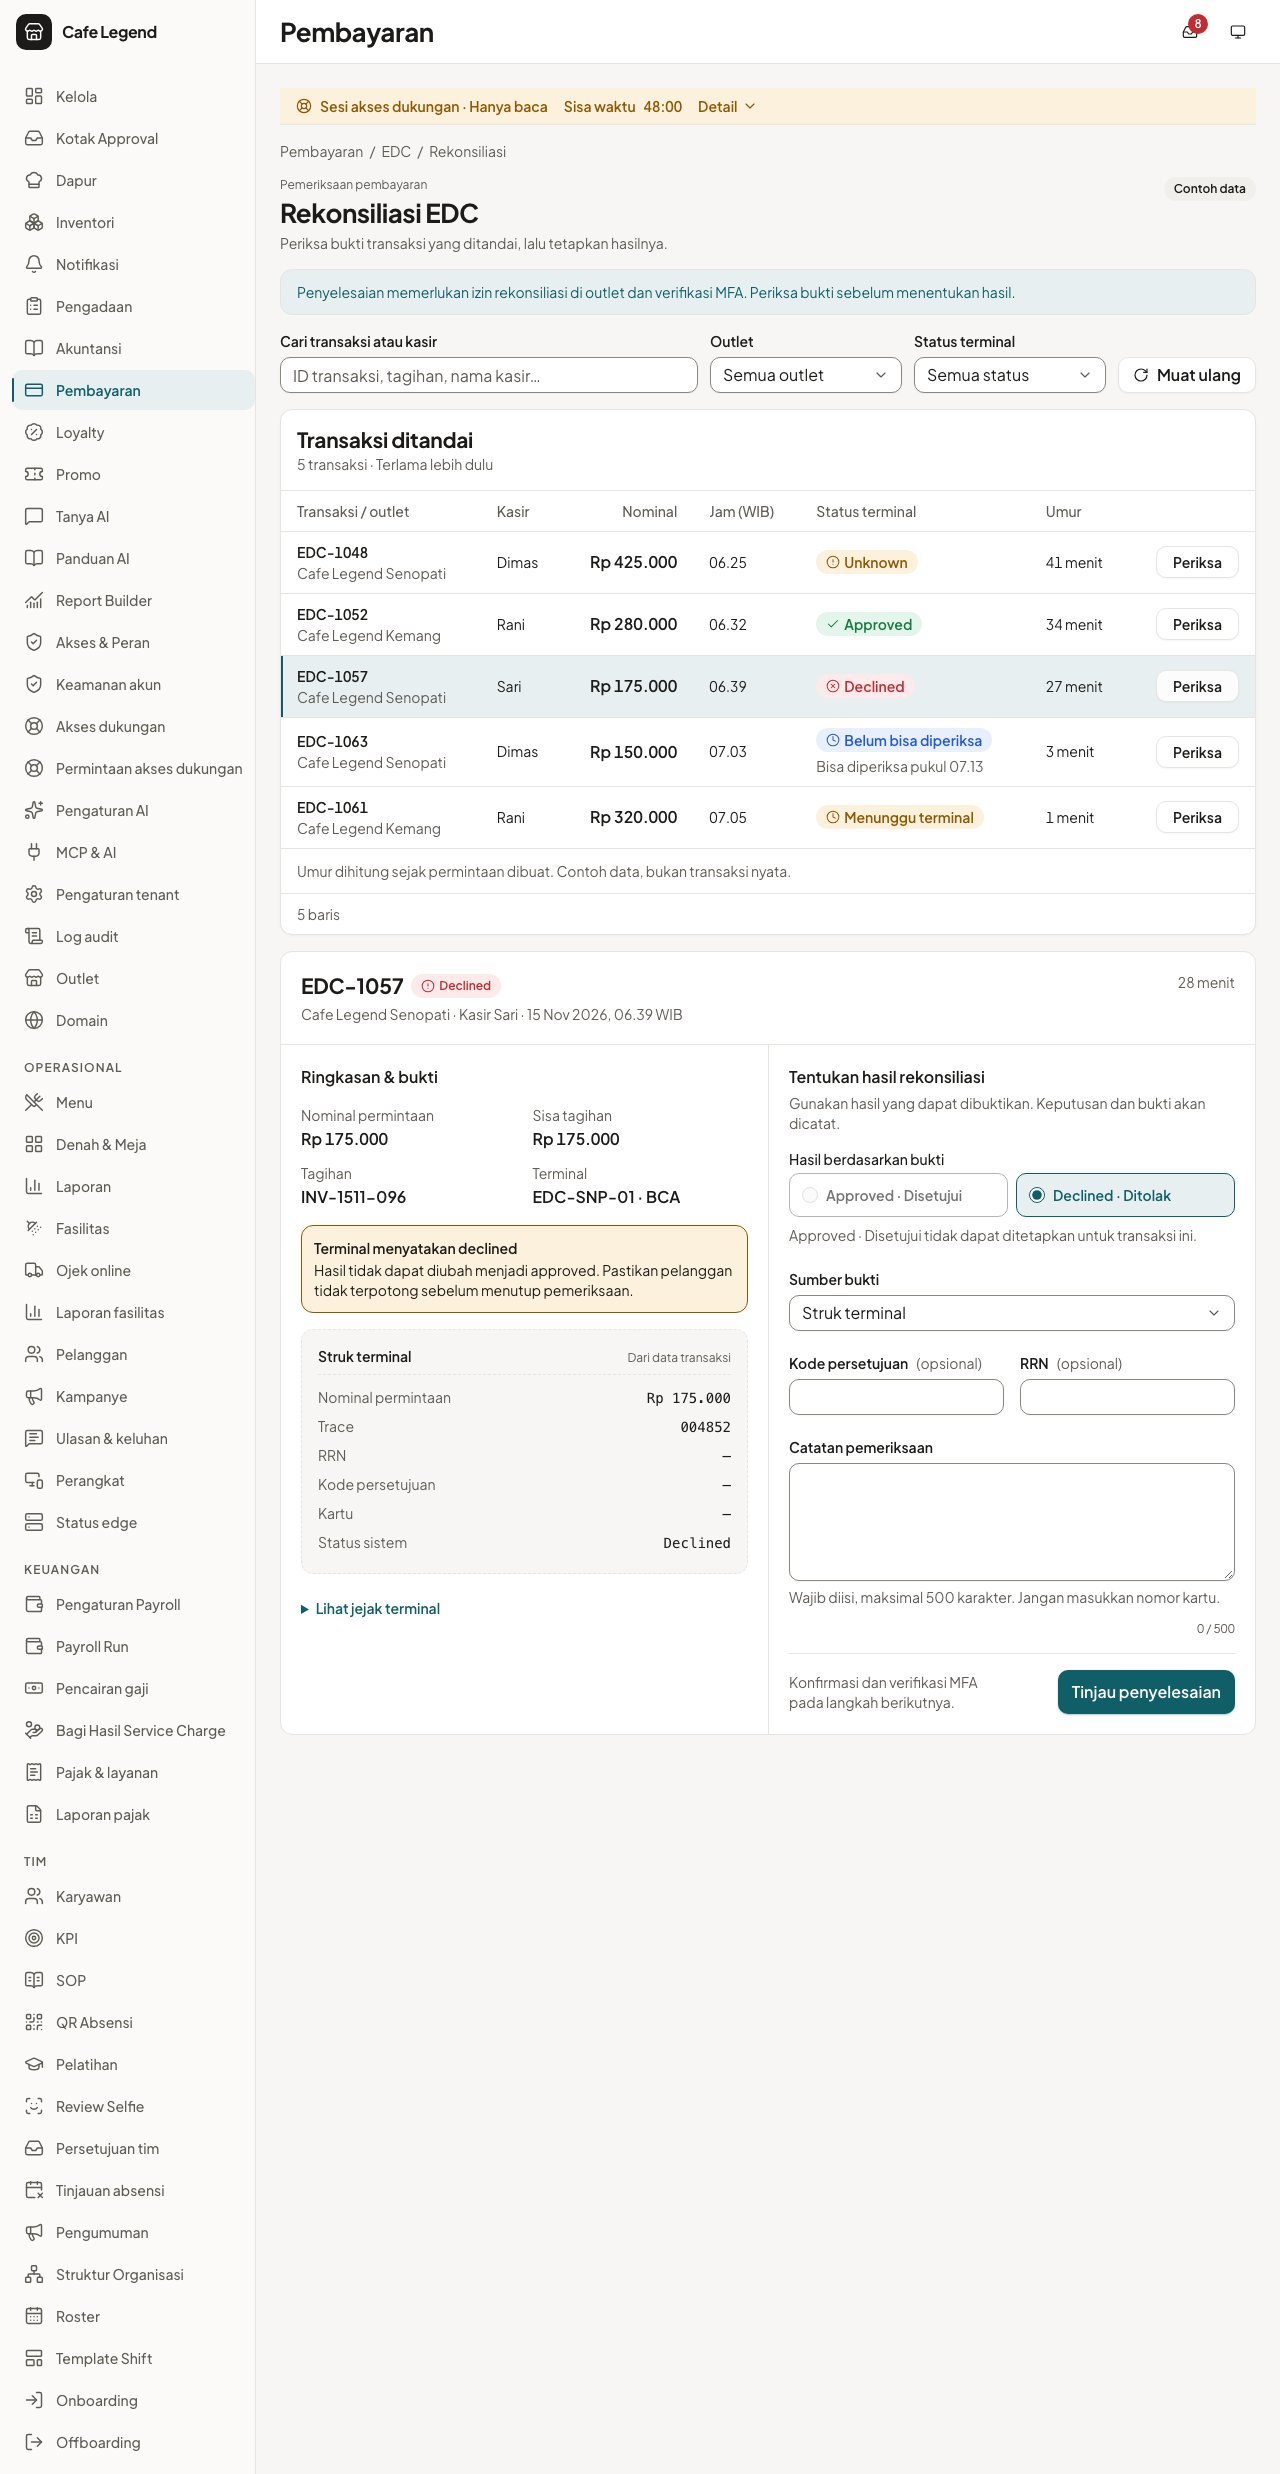 Cafe Legend
Kelola
Kotak Approval
Dapur
Inventori
Notifikasi
Pengadaan
Akuntansi
Pembayaran
Loyalty
Promo
Tanya AI
Panduan AI
Report Builder
Akses & Peran
Keamanan akun
Akses dukungan
Permintaan akses dukungan
Pengaturan AI
MCP & AI
Pengaturan tenant
Log audit
Outlet
Domain
OPERASIONAL
Menu
Denah & Meja
Laporan
Fasilitas
Ojek online
Laporan fasilitas
Pelanggan
Kampanye
Ulasan & keluhan
Perangkat
Status edge
KEUANGAN
Pengaturan Payroll
Payroll Run
Pencairan gaji
Bagi Hasil Service Charge
Pajak & layanan
Laporan pajak
TIM
Karyawan
KPI
SOP
QR Absensi
Pelatihan
Review Selfie
Persetujuan tim
Tinjauan absensi
Pengumuman
Struktur Organisasi
Roster
Template Shift
Onboarding
Offboarding
Pembayaran
8
Sesi akses dukungan · Hanya baca Sisa waktu 48:00 Detail
Pembayaran / EDC / Rekonsiliasi
Pemeriksaan pembayaran
Contoh data
Rekonsiliasi EDC
Periksa bukti transaksi yang ditandai, lalu tetapkan hasilnya.
Penyelesaian memerlukan izin rekonsiliasi di outlet dan verifikasi MFA. Periksa bukti sebelum menentukan hasil.
Cari transaksi atau kasir Outlet Status terminal
ID transaksi, tagihan, nama kasir... Semua outlet Semua status Muat ulang
Transaksi ditandai
5 transaksi · Terlama lebih dulu
Transaksi / outlet Kasir Nominal Jam (WIB) Status terminal Umur
EDC-1048
Cafe Legend Senopati Dimas Rp 425.000 06.25 Unknown 41 menit Periksa
EDC-1052
Cafe Legend Kemang Rani Rp 280.000 06.32 Approved 34 menit Periksa
EDC-1057
Cafe Legend Senopati Sari Rp 175.000 06.39 Declined 27 menit Periksa
EDC-1063
Cafe Legend Senopati Dimas Rp 150.000 07.03 Belum bisa diperiksa 3 menit Periksa
Bisa diperiksa pukul 07.13
EDC-1061
Cafe Legend Kemang Rani Rp 320.000 07.05 Menunggu terminal 1 menit Periksa
Umur dihitung sejak permintaan dibuat. Contoh data, bukan transaksi nyata.
5 baris
EDC-1057 Declined 28 menit
Cafe Legend Senopati · Kasir Sari · 15 Nov 2026, 06.39 WIB
Ringkasan & bukti
Nominal permintaan Sisa tagihan
Rp 175.000 Rp 175.000
Tagihan Terminal
INV-1511-096 EDC-SNP-01 · BCA
Terminal menyatakan declined
Hasil tidak dapat diubah menjadi approved. Pastikan pelanggan
tidak terpotong sebelum menutup pemeriksaan.
Struk terminal Dari data transaksi
Nominal permintaan Rp 175.000
Trace 004852
RRN –
Kode persetujuan –
Kartu –
Status sistem Declined
Lihat jejak terminal
Tentukan hasil rekonsiliasi
Gunakan hasil yang dapat dibuktikan. Keputusan dan bukti akan
dicatat.
Hasil berdasarkan bukti
Approved · Disetujui Declined · Ditolak
Approved · Disetujui tidak dapat ditetapkan untuk transaksi ini.
Sumber bukti
Struk terminal
Kode persetujuan (opsional) RRN (opsional)
Catatan pemeriksaan
Wajib diisi, maksimal 500 karakter. Jangan masukkan nomor kartu.
0 / 500
Konfirmasi dan verifikasi MFA
pada langkah berikutnya.
Tinjau penyelesaian